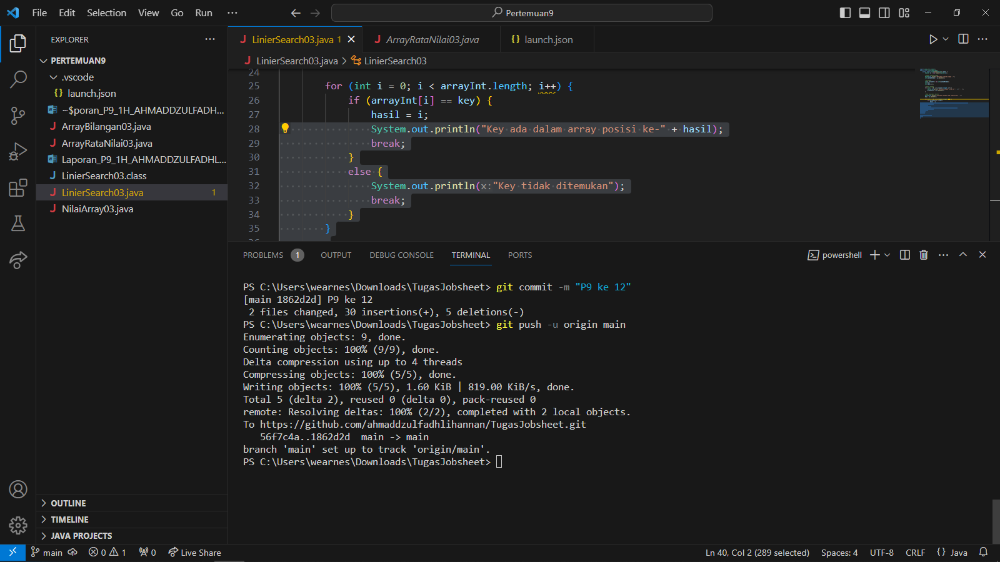 File Edit Selection View Go Run ··· Pertemuan9
EXPLORER ···
PERTEMUAN9
.vscode
{} launch.json
~$poran_P9_1H_AHMADDZULFADH...
J ArrayBilangan03.java
J ArrayRataNilai03.java
Laporan_P9_1H_AHMADDZULFADHL...
J LinierSearch03.class
J LinierSearch03.java 1
J NilaiArray03.java
OUTLINE
TIMELINE
JAVA PROJECTS
J LinierSearch03.java 1 J ArrayRataNilai03.java {} launch.json
J LinierSearch03.java > LinierSearch03
24
25 for (int i = 0; i < arrayInt.length; i++) {
26 if (arrayInt[i] == key) {
27 hasil = i;
28 System.out.println("Key ada dalam array posisi ke-" + hasil);
29 break;
30 }
31 else {
32 System.out.println(x:"Key tidak ditemukan");
33 break;
34 }
35 }
PROBLEMS 1 OUTPUT DEBUG CONSOLE TERMINAL PORTS powershell
PS C:\Users\wearnes\Downloads\TugasJobsheet> git commit -m "P9 ke 12"
[main 1862d2d] P9 ke 12
2 files changed, 30 insertions(+), 5 deletions(-)
PS C:\Users\wearnes\Downloads\TugasJobsheet> git push -u origin main
Enumerating objects: 9, done.
Counting objects: 100% (9/9), done.
Delta compression using up to 4 threads
Compressing objects: 100% (5/5), done.
Writing objects: 100% (5/5), 1.60 KiB | 819.00 KiB/s, done.
Total 5 (delta 2), reused 0 (delta 0), pack-reused 0
remote: Resolving deltas: 100% (2/2), completed with 2 local objects.
To https://github.com/ahmaddzulfadhlihannan/TugasJobsheet.git
56f7c4a..1862d2d main -> main
branch 'main' set up to track 'origin/main'.
PS C:\Users\wearnes\Downloads\TugasJobsheet>
main 0 1 0 Live Share Ln 40, Col 2 (289 selected) Spaces: 4 UTF-8 CRLF {} Java